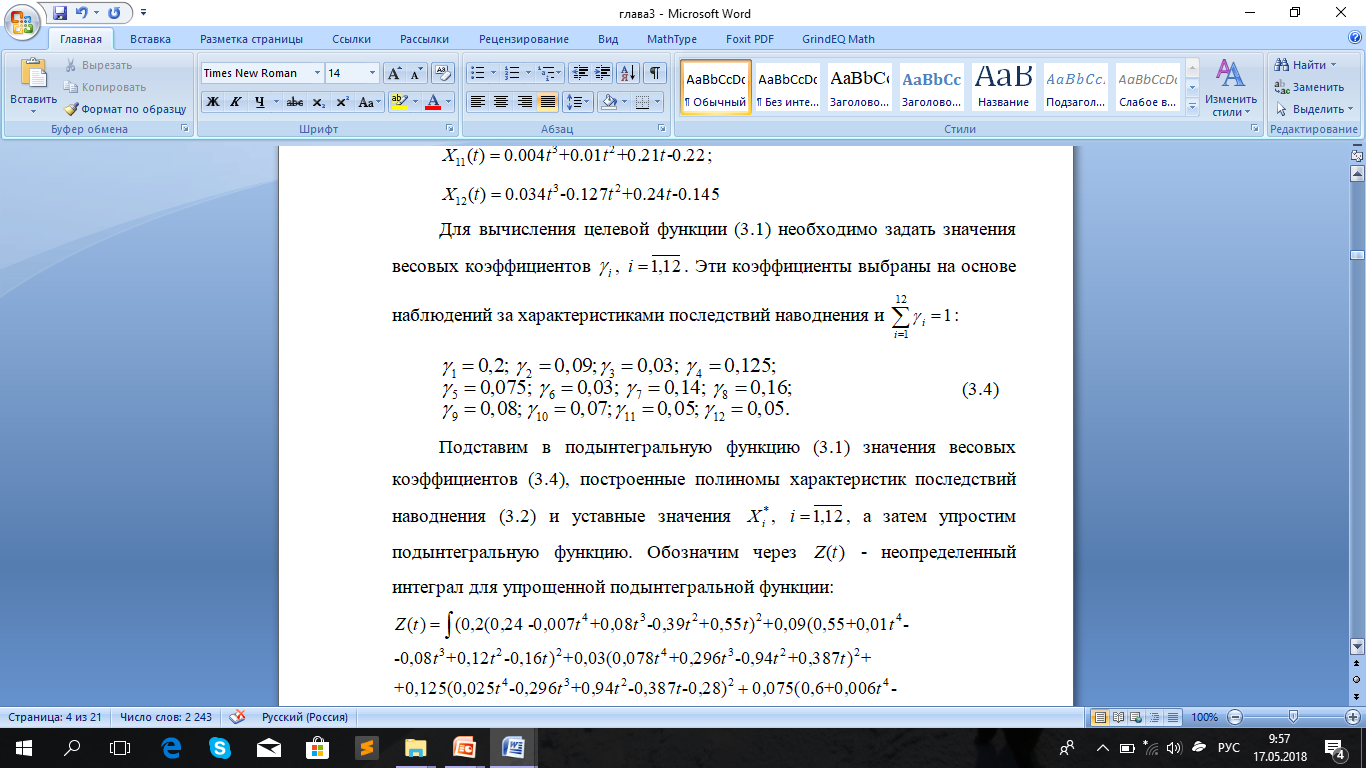 глава3 - Microsoft Word
Главная Вставка Разметка страницы Ссылки Рассылки Рецензирование Вид MathType Foxit PDF GrindEQ Math
Вставить
Вырезать
Копировать
Формат по образцу
Буфер обмена
Times New Roman 14
Ж К Ч abc x₂ x² Aa
Шрифт
Абзац
AaBbCcDc AaBbCcDc AaBbCc AaBbCc AaB AaBbCc. AaBbCcDc
¶ Обычный ¶ Без инте... Заголово... Заголово... Название Подзагол... Слабое в...
Изменить стили
Стили
Найти
Заменить
Выделить
Редактирование
X₁₁(t) = 0.004t³+0.01t²+0.21t-0.22;
X₁₂(t) = 0.034t³-0.127t²+0.24t-0.145
Для вычисления целевой функции (3.1) необходимо задать значения
весовых коэффициентов γᵢ, i = 1,12. Эти коэффициенты выбраны на основе
наблюдений за характеристиками последствий наводнения и ∑ᵢ₌₁¹² γᵢ = 1:
γ₁ = 0,2; γ₂ = 0,09; γ₃ = 0,03; γ₄ = 0,125;
γ₅ = 0,075; γ₆ = 0,03; γ₇ = 0,14; γ₈ = 0,16; (3.4)
γ₉ = 0,08; γ₁₀ = 0,07; γ₁₁ = 0,05; γ₁₂ = 0,05.
Подставим в подынтегральную функцию (3.1) значения весовых
коэффициентов (3.4), построенные полиномы характеристик последствий
наводнения (3.2) и уставные значения Xᵢ*, i = 1,12, а затем упростим
подынтегральную функцию. Обозначим через Z(t) - неопределенный
интеграл для упрощенной подынтегральной функции:
Z(t) = ∫(0,2(0,24 -0,007t⁴+0,08t³-0,39t²+0,55t)²+0,09(0,55+0,01t⁴-
-0,08t³+0,12t²-0,16t)²+0,03(0,078t⁴+0,296t³-0,94t²+0,387t)²+
+0,125(0,025t⁴-0,296t³+0,94t²-0,387t-0,28)² + 0,075(0,6+0,006t⁴-
Страница: 4 из 21 Число слов: 2 243 Русский (Россия) 100%
РУС
9:57
17.05.2018
4